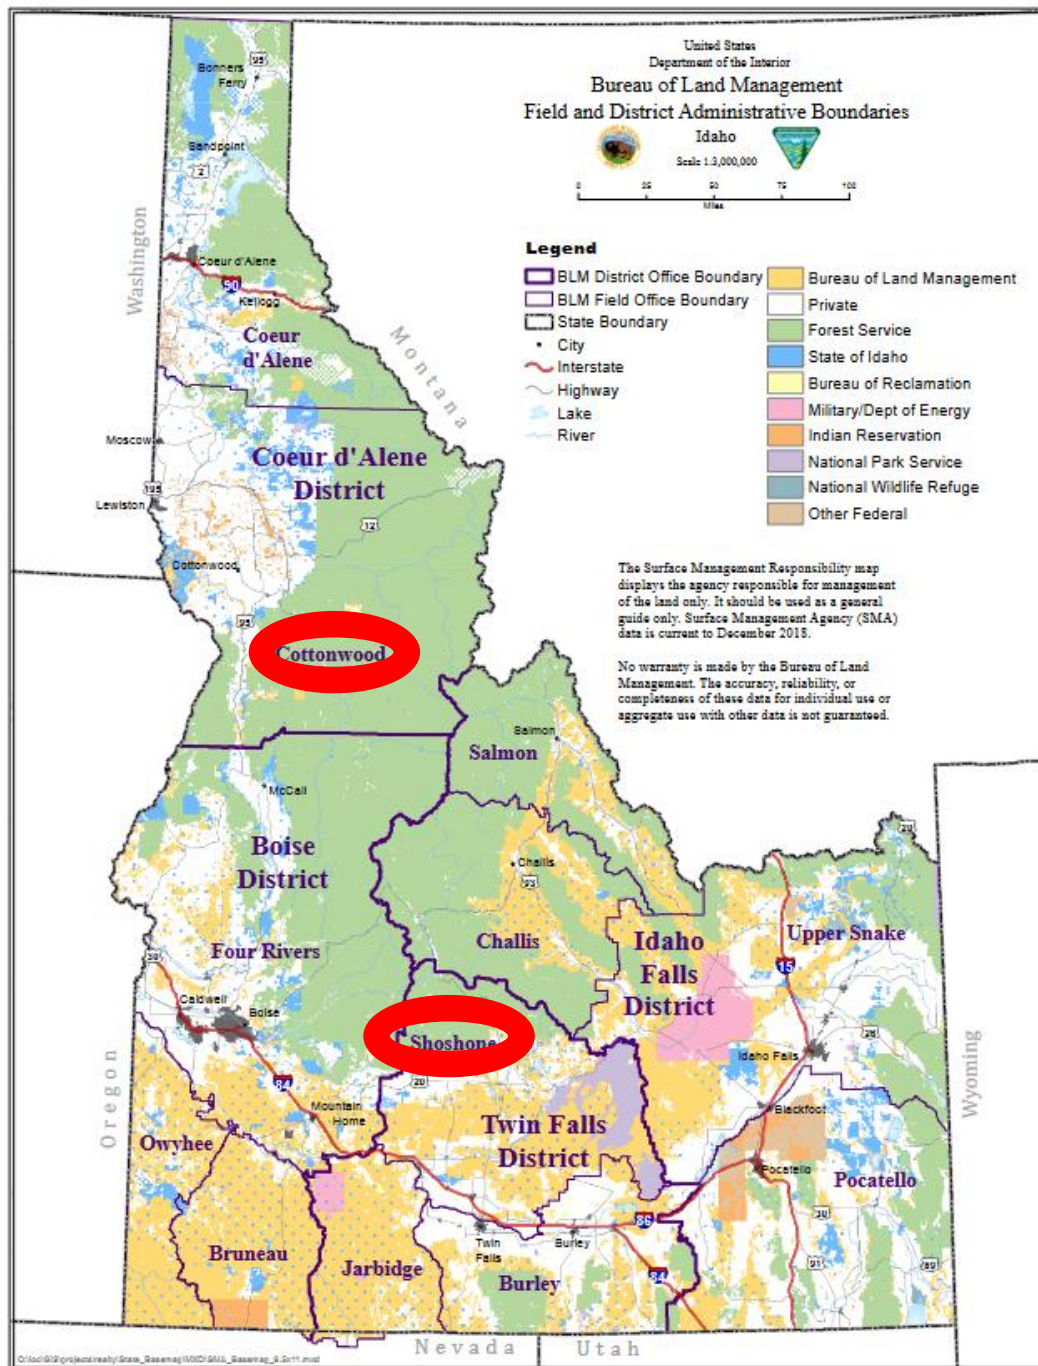 United States
Department of the Interior
Bureau of Land Management
Field and District Administrative Boundaries
Idaho
Scale 1:3,000,000
0 25 50 75 100
Miles
Legend
BLM District Office Boundary
BLM Field Office Boundary
State Boundary
City
Interstate
Highway
Lake
River
Bureau of Land Management
Private
Forest Service
State of Idaho
Bureau of Reclamation
Military/Dept of Energy
Indian Reservation
National Park Service
National Wildlife Refuge
Other Federal
The Surface Management Responsibility map
displays the agency responsible for management
of the land only. It should be used as a general
guide only. Surface Management Agency (SMA)
data is current to December 2018.
No warranty is made by the Bureau of Land
Management. The accuracy, reliability, or
completeness of these data for individual use or
aggregate use with other data is not guaranteed.
Bonners
Ferry
95
Sandpoint
2
Washington
Coeur d'Alene
90
Kellogg
Coeur
d'Alene
Montana
Moscow
Coeur d'Alene
District
195
Lewiston
12
Cottonwood
95
Cottonwood
Salmon
Salmon
McCall
Boise
District
Challis
93
20
Challis
Idaho
Falls
District
Upper Snake
15
Four Rivers
30
Caldwell
Boise
Shoshone
26
Idaho Falls
20
84
Mountain
Home
Oregon
Wyoming
Owyhee
Twin Falls
District
Blackfoot
Pocatello
Pocatello
30
86
Twin
Falls
Burley
Bruneau
Jarbidge
Burley
84
91
89
Nevada
Utah